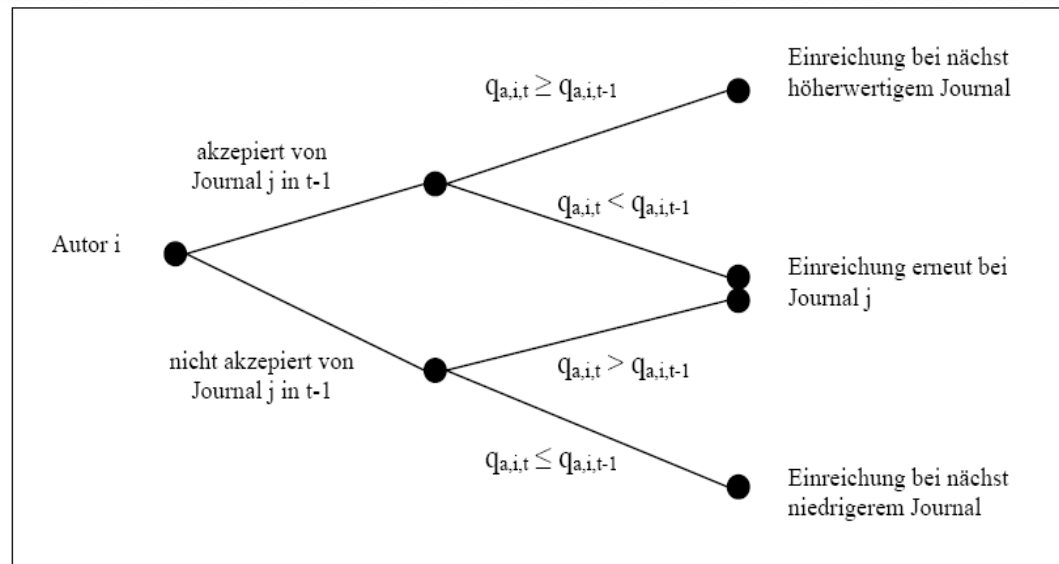 Einreichung bei nächst
höherwertigem Journal
qa,i,t ≥ qa,i,t-1
akzepiert von
Journal j in t-1
qa,i,t < qa,i,t-1
Autor i
Einreichung erneut bei
Journal j
nicht akzepiert von
Journal j in t-1
qa,i,t > qa,i,t-1
qa,i,t ≤ qa,i,t-1
Einreichung bei nächst
niedrigerem Journal